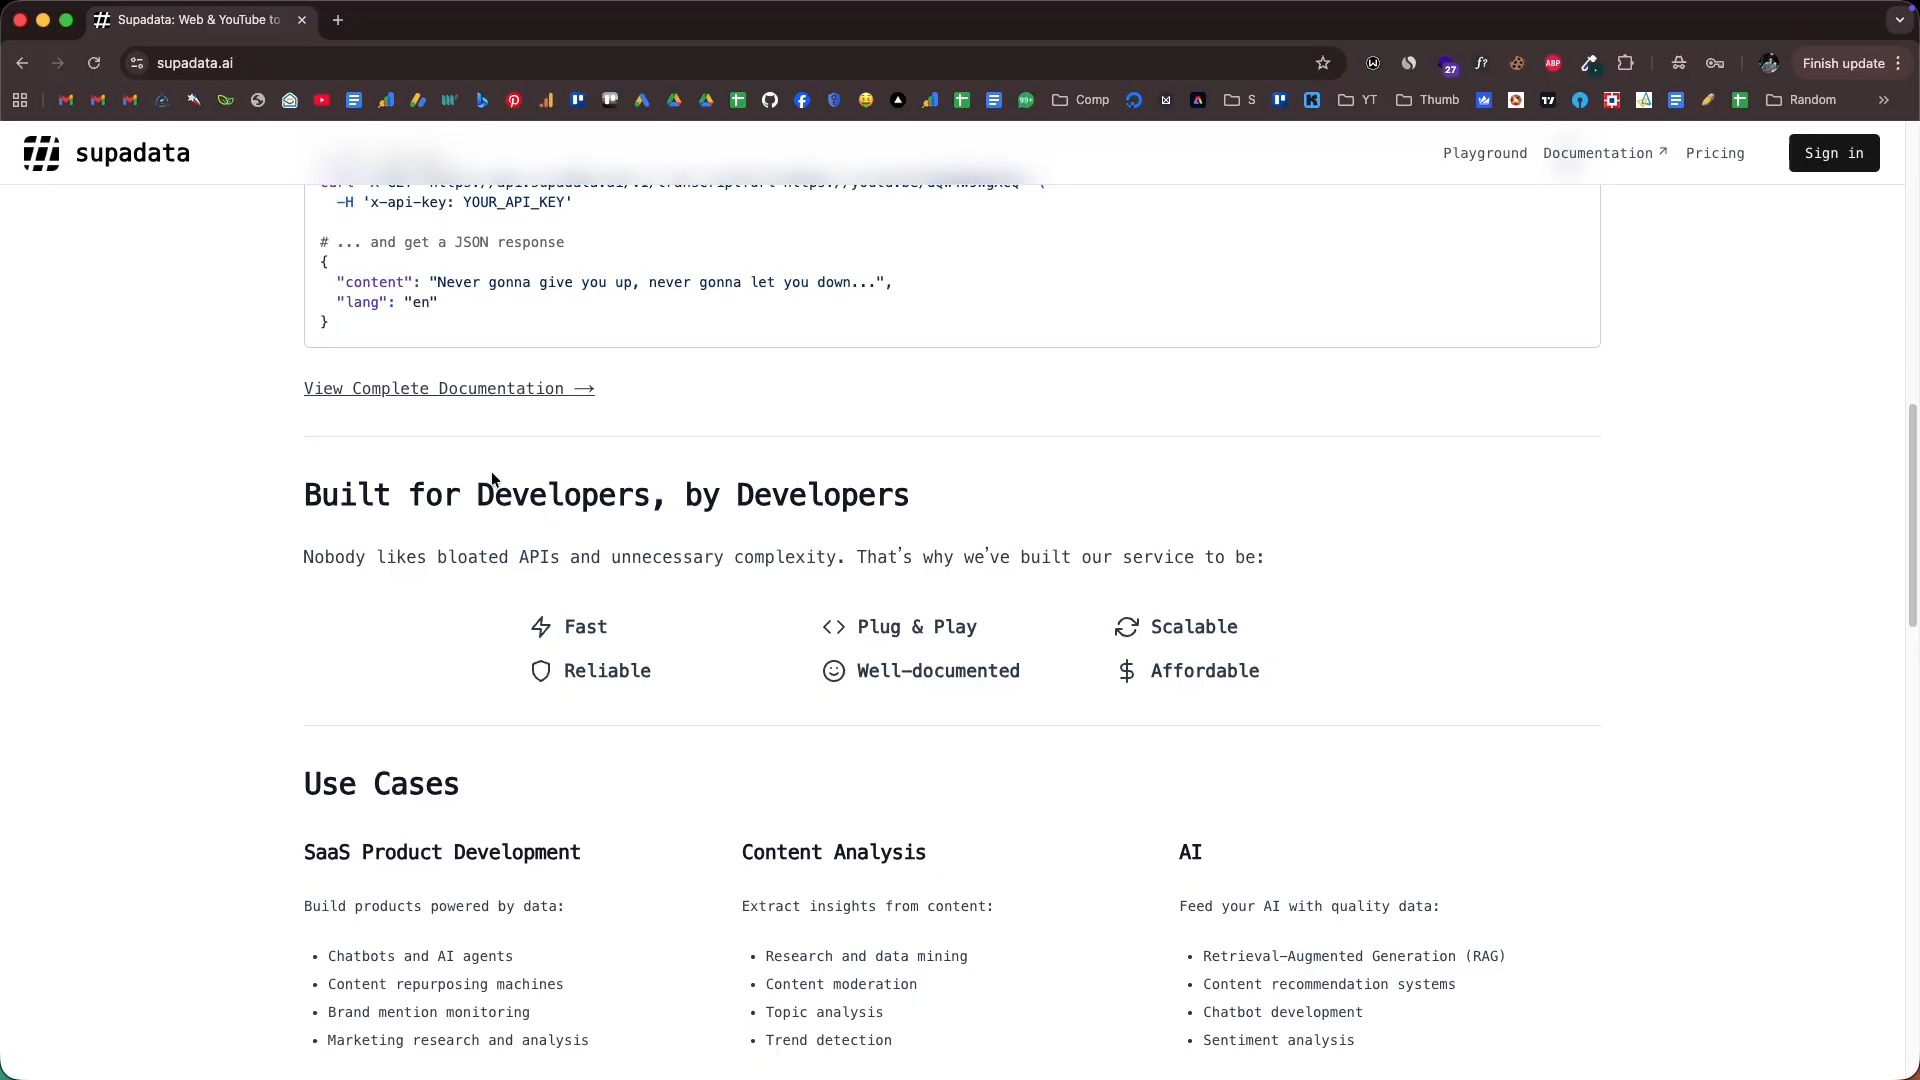 Supadata: Web & YouTube to
supadata.ai
27
ABP
Finish update
99+
Comp
S
YT
Thumb
Random
supadata
Playground
Documentation ↗
Pricing
Sign in
-H 'x-api-key: YOUR_API_KEY'
# ... and get a JSON response
{
"content": "Never gonna give you up, never gonna let you down...",
"lang": "en"
}
View Complete Documentation →
Built for Developers, by Developers
Nobody likes bloated APIs and unnecessary complexity. That's why we've built our service to be:
Fast
Plug & Play
Scalable
Reliable
Well-documented
Affordable
Use Cases
SaaS Product Development
Build products powered by data:
• Chatbots and AI agents
• Content repurposing machines
• Brand mention monitoring
• Marketing research and analysis
Content Analysis
Extract insights from content:
• Research and data mining
• Content moderation
• Topic analysis
• Trend detection
AI
Feed your AI with quality data:
• Retrieval-Augmented Generation (RAG)
• Content recommendation systems
• Chatbot development
• Sentiment analysis